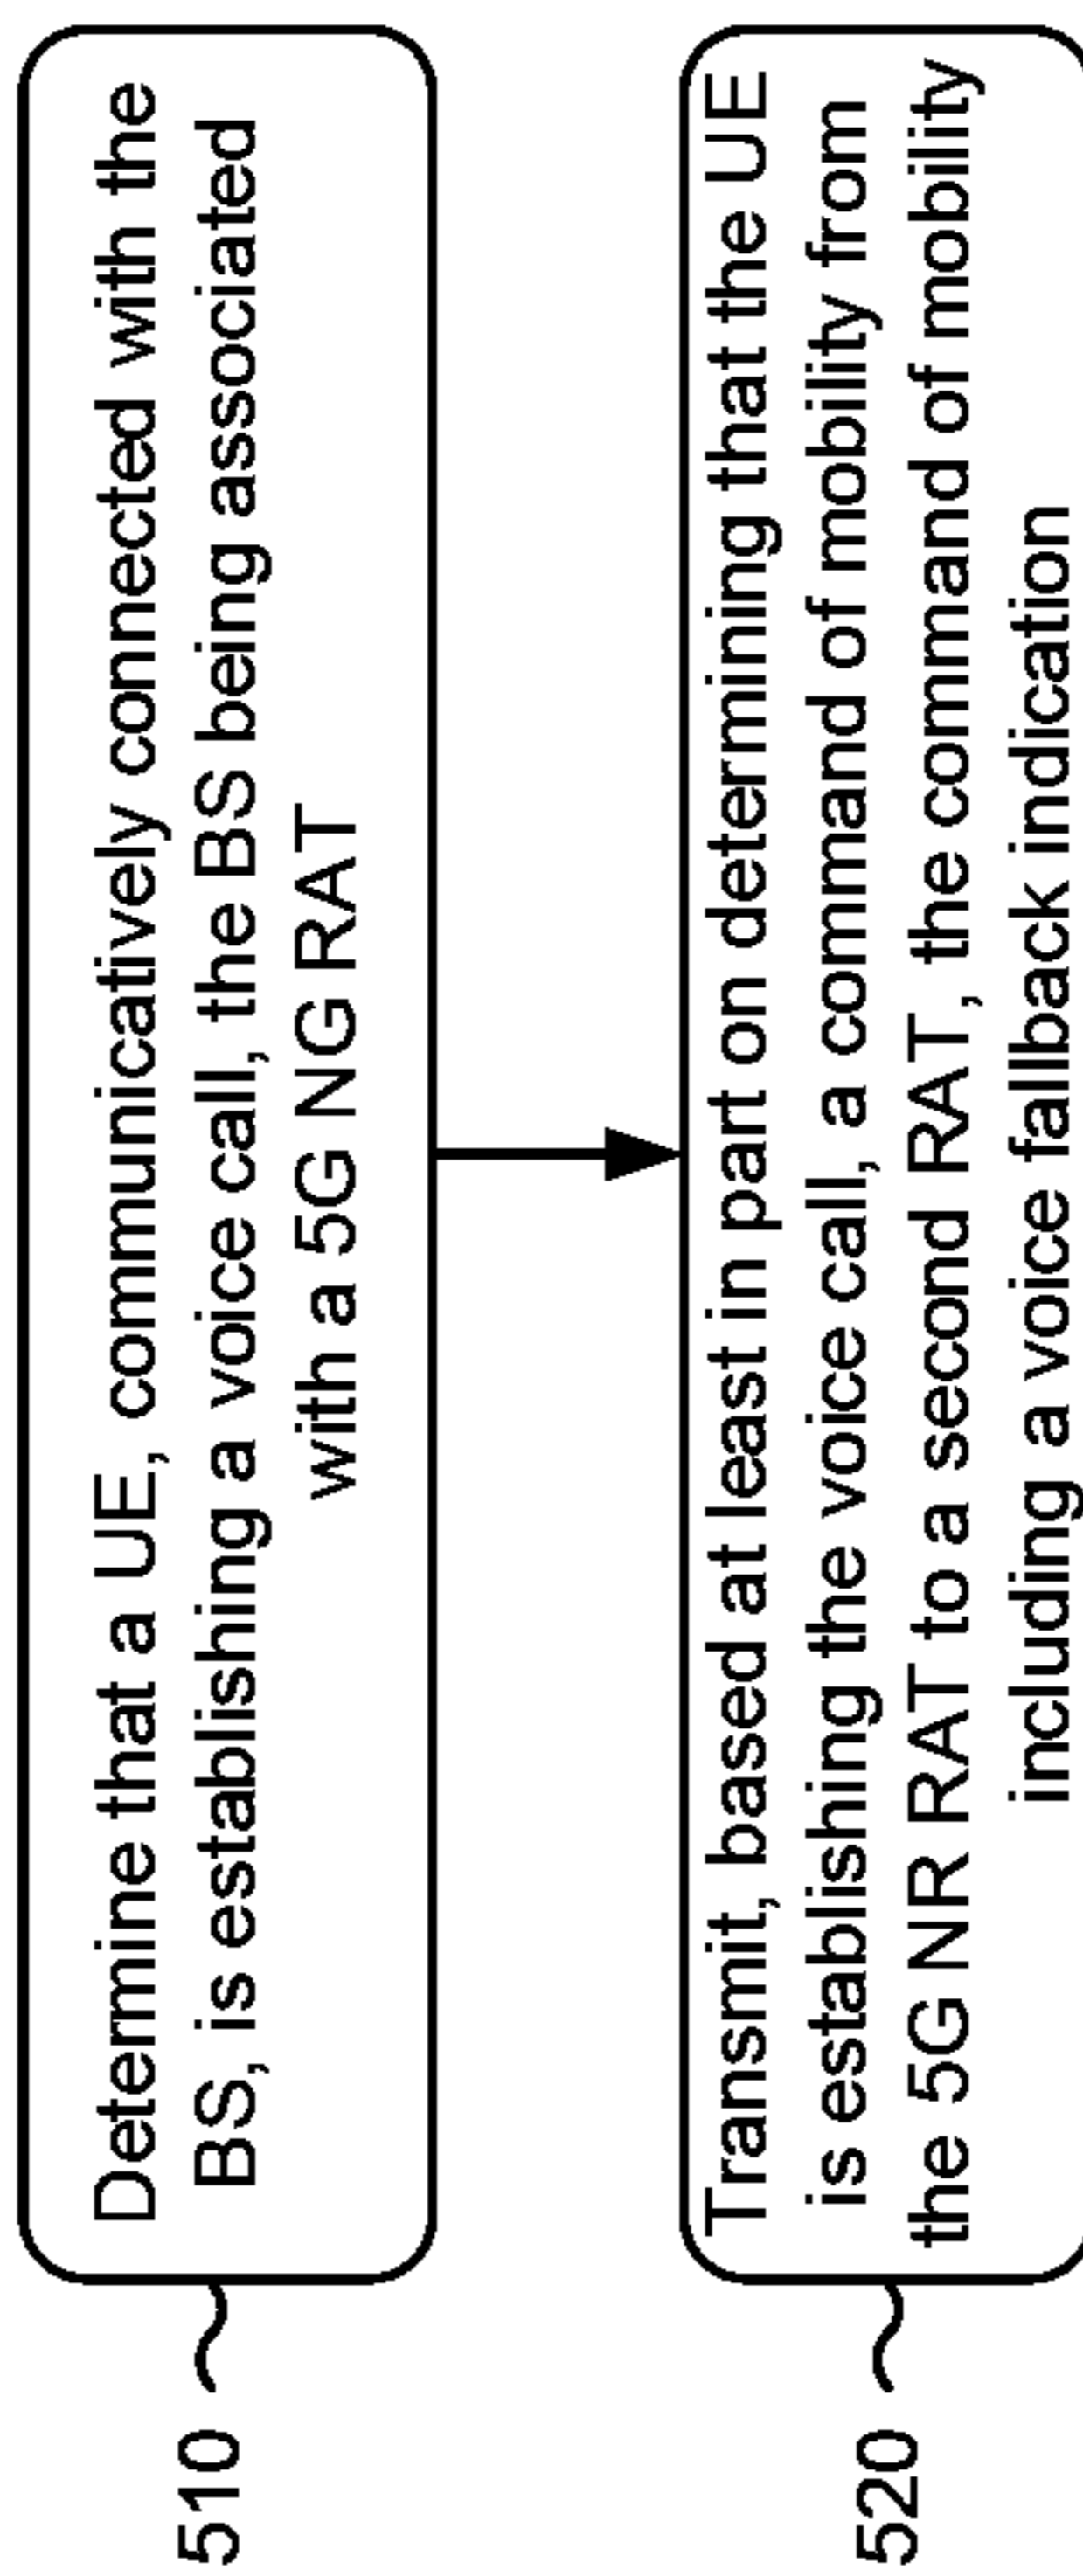 510
Determine that a UE, communicatively connected with the
BS, is establishing a voice call, the BS being associated
with a 5G NG RAT
520
Transmit, based at least in part on determining that the UE
is establishing the voice call, a command of mobility from
the 5G NR RAT to a second RAT, the command of mobility
including a voice fallback indication